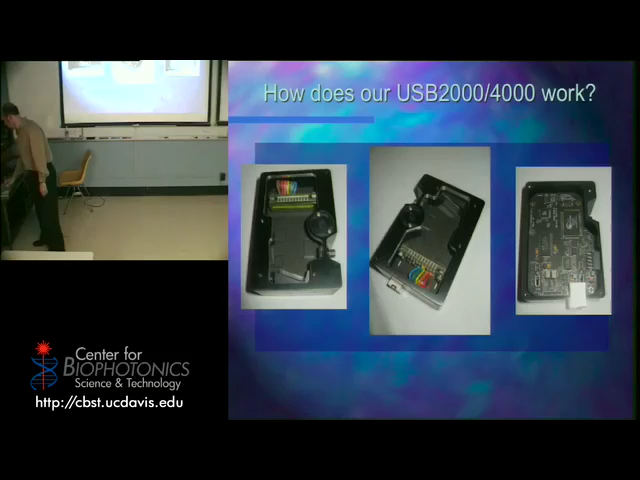 How does our USB2000/4000 work?
Center for
BIOPHOTONICS
Science & Technology
http://cbst.ucdavis.edu